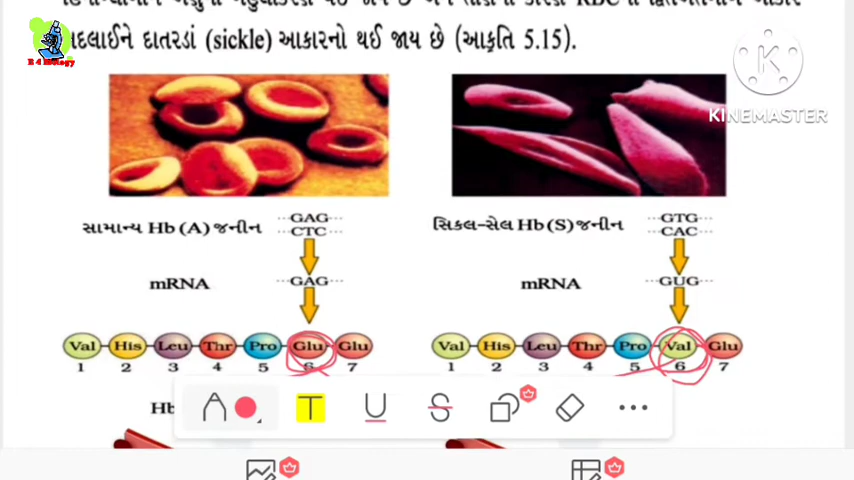 બદલાઈને દાતરડાં (sickle) આકારનો થઈ જાય છે (આકૃતિ 5.15).
R 4 Biology
KINEMASTER
સામાન્ય Hb (A) જનીન
GAG
CTC
સિકલ-સેલ Hb (S) જનીન
GTG
CAC
mRNA
GAG
mRNA
GUG
Val His Leu Thr Pro Glu Glu
1 2 3 4 5 6 7
Val His Leu Thr Pro Val Glu
1 2 3 4 5 6 7
Hb
T U S